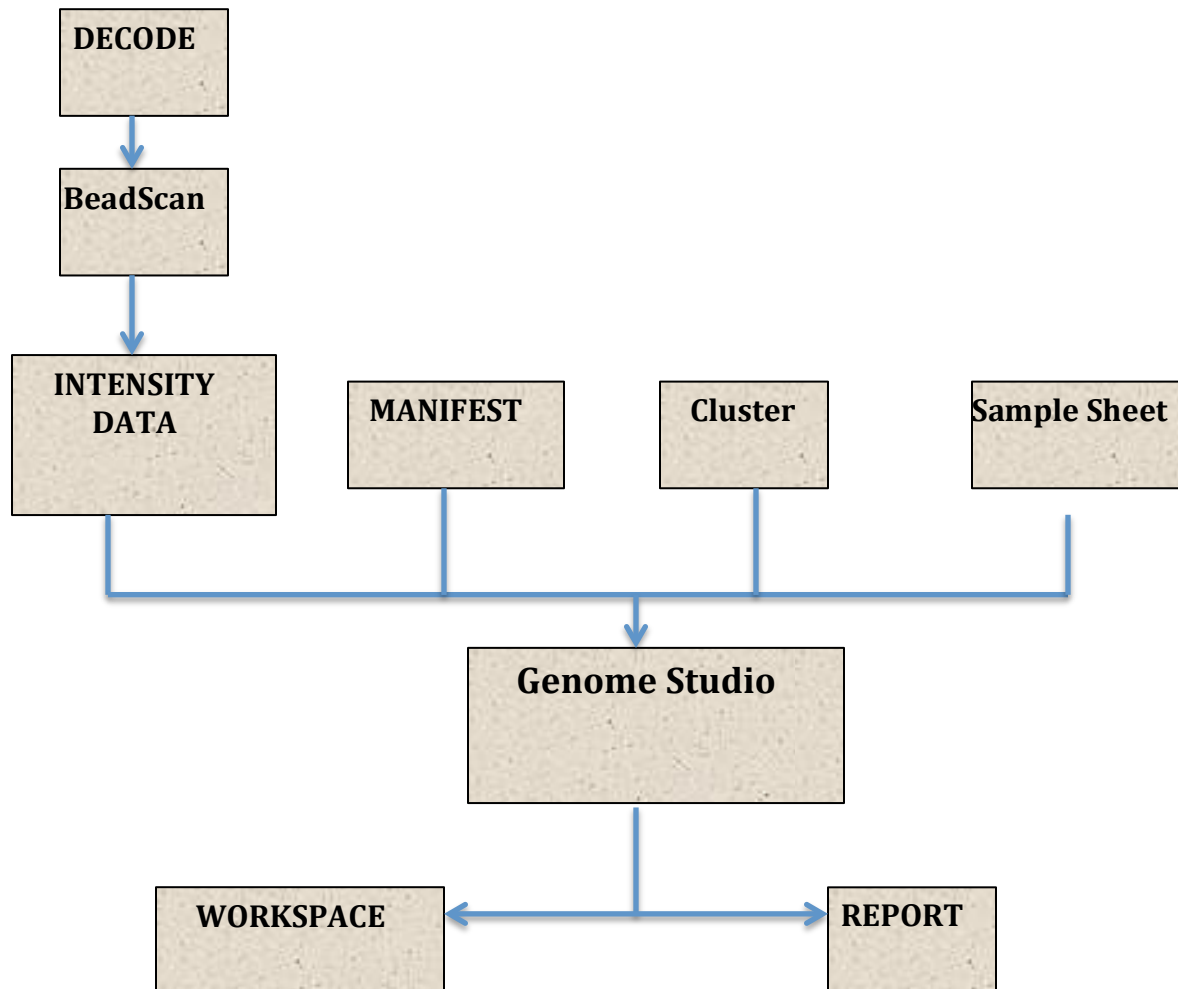 DECODE
BeadScan
INTENSITY
DATA
MANIFEST
Cluster
Sample Sheet
Genome Studio
WORKSPACE
REPORT